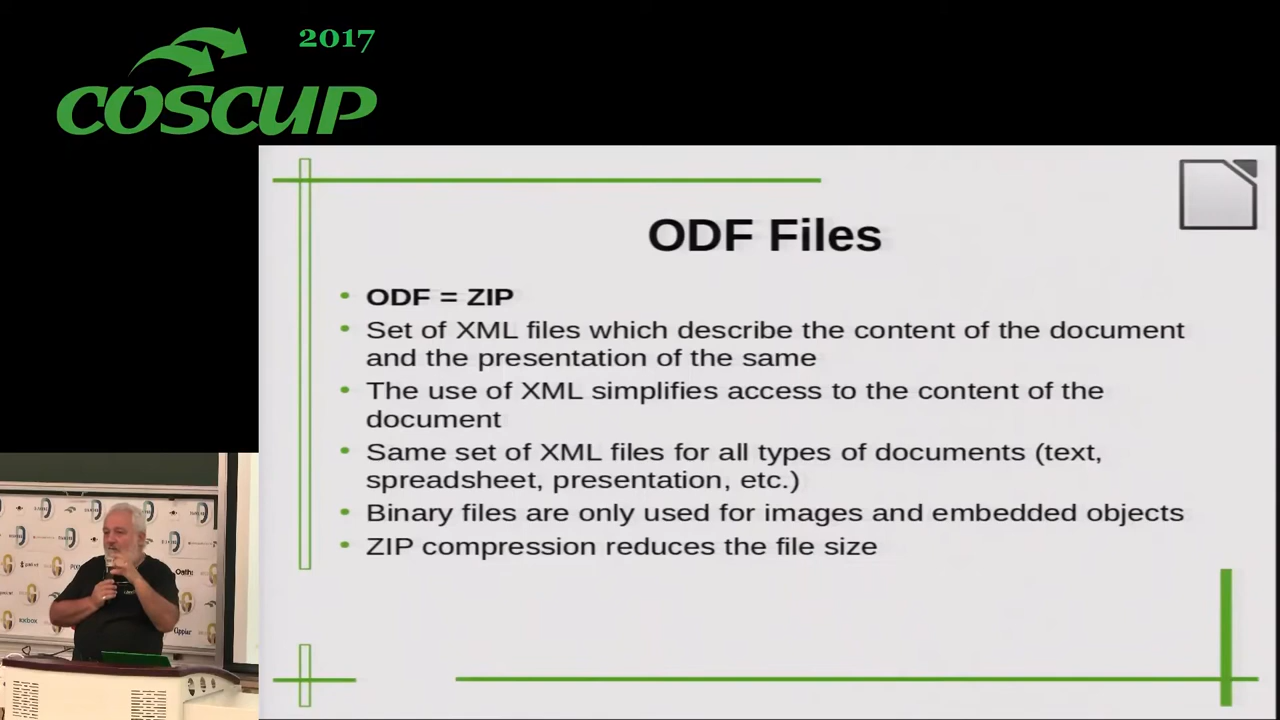 2017
COSCUP
ODF Files
• ODF = ZIP
• Set of XML files which describe the content of the document
and the presentation of the same
• The use of XML simplifies access to the content of the
document
• Same set of XML files for all types of documents (text,
spreadsheet, presentation, etc.)
• Binary files are only used for images and embedded objects
• ZIP compression reduces the file size
Oath: